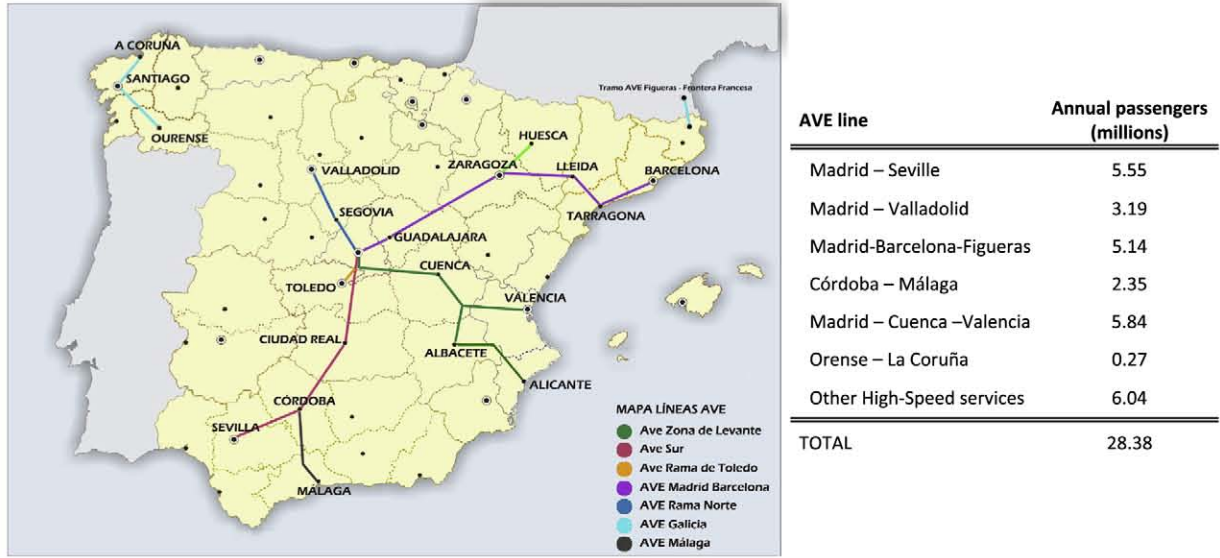 A CORUÑA
SANTIAGO
OURENSE
Tramo AVE Figueras - Frontera Francesa
HUESCA
ZARAGOZA
LLEIDA
BARCELONA
VALLADOLID
TARRAGONA
SEGOVIA
GUADALAJARA
CUENCA
TOLEDO
VALENCIA
CIUDAD REAL
ALBACETE
ALICANTE
CÓRDOBA
SEVILLA
MÁLAGA
MAPA LÍNEAS AVE
Ave Zona de Levante
Ave Sur
Ave Rama de Toledo
AVE Madrid Barcelona
AVE Rama Norte
AVE Galicia
AVE Málaga
AVE line Annual passengers (millions)
Madrid – Seville 5.55
Madrid – Valladolid 3.19
Madrid-Barcelona-Figueras 5.14
Córdoba – Málaga 2.35
Madrid – Cuenca –Valencia 5.84
Orense – La Coruña 0.27
Other High-Speed services 6.04
TOTAL 28.38